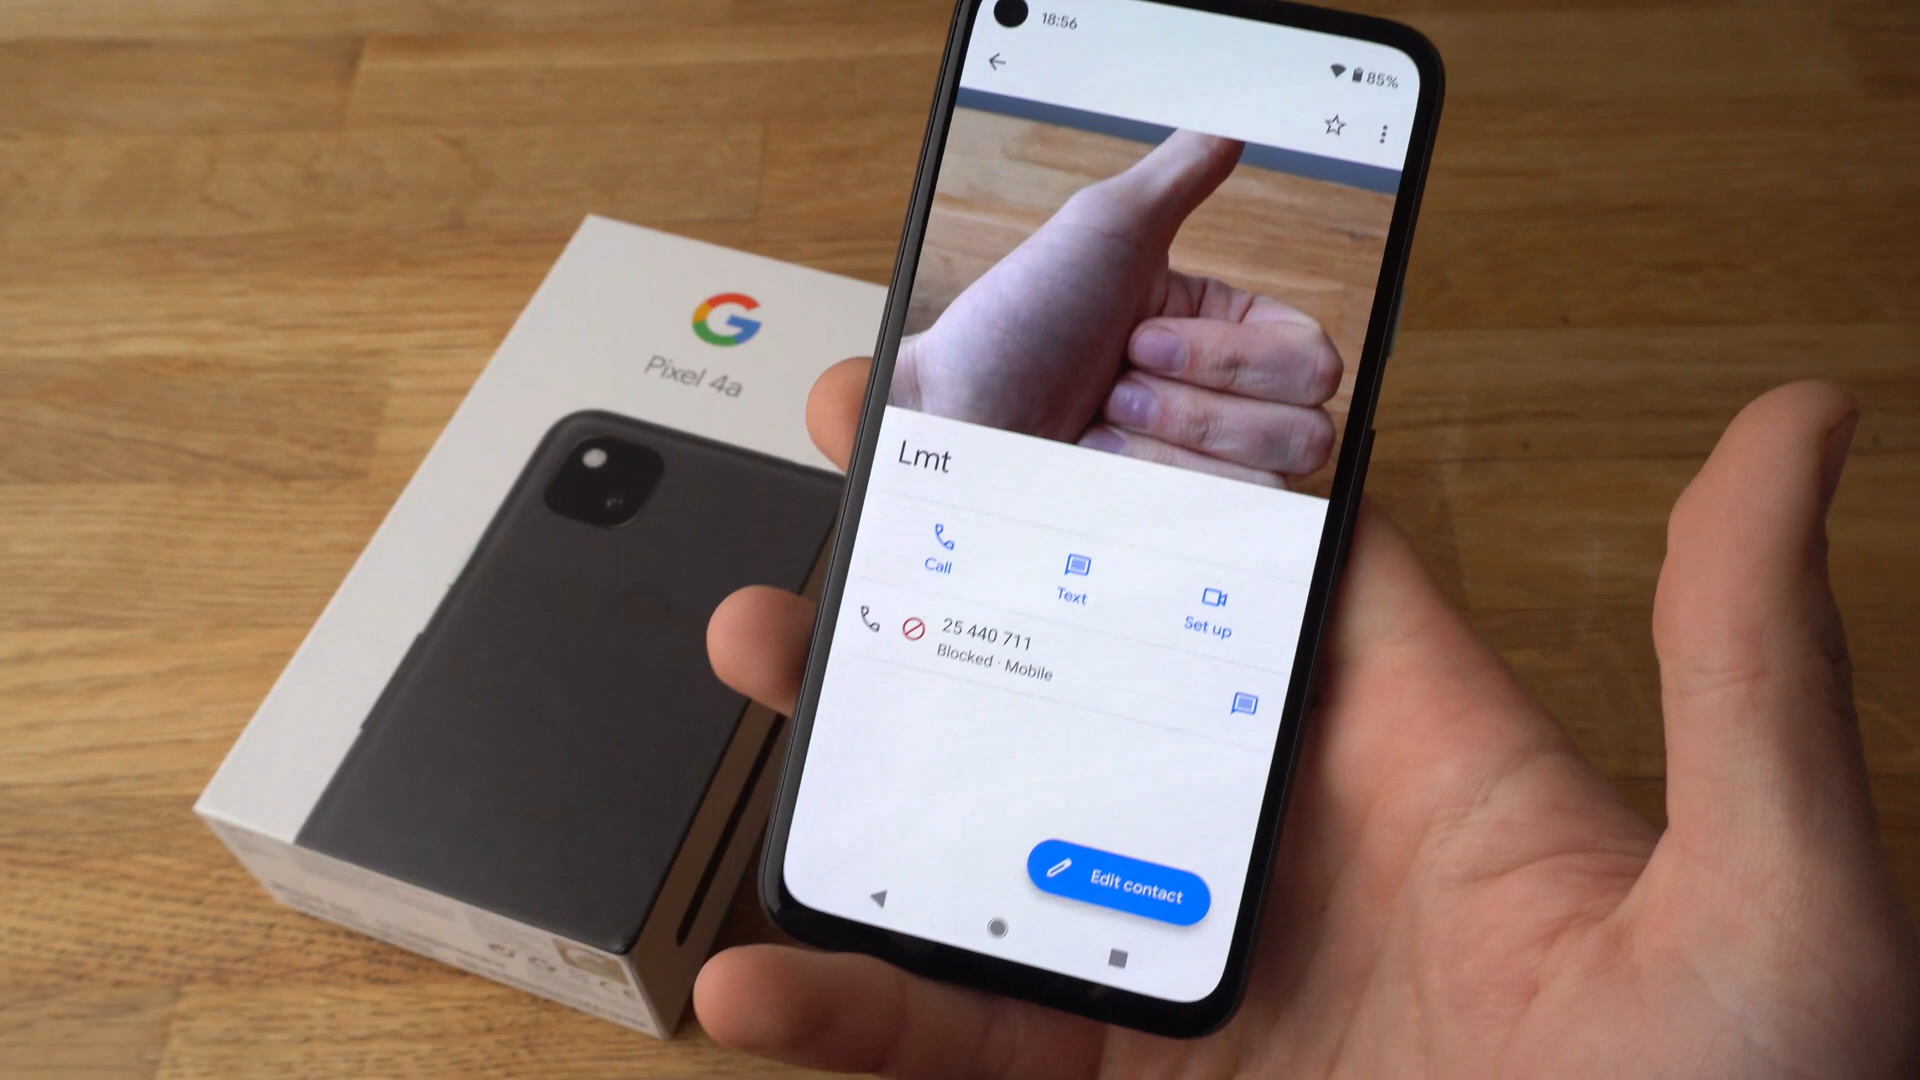 18:56
85%
G
Pixel 4a
Lmt
Call
Text
Set up
25 440 711
Blocked · Mobile
Edit contact